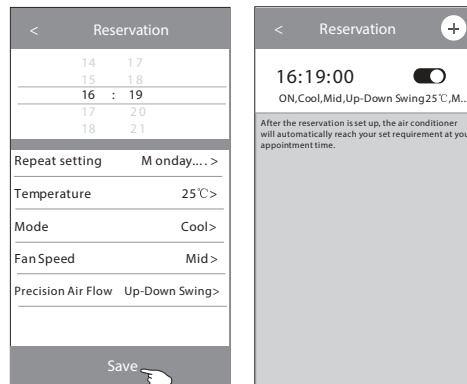 < Reservation
14 17
15 18
16 : 19
17 20
18 21
Repeat setting Monday.... >
Temperature 25℃>
Mode Cool>
Fan Speed Mid>
Precision Air Flow Up-Down Swing>
Save
< Reservation +
16:19:00
ON,Cool,Mid,Up-Down Swing25℃,M..
After the reservation is set up, the air conditioner
will automatically reach your set requirement at you
appointment time.